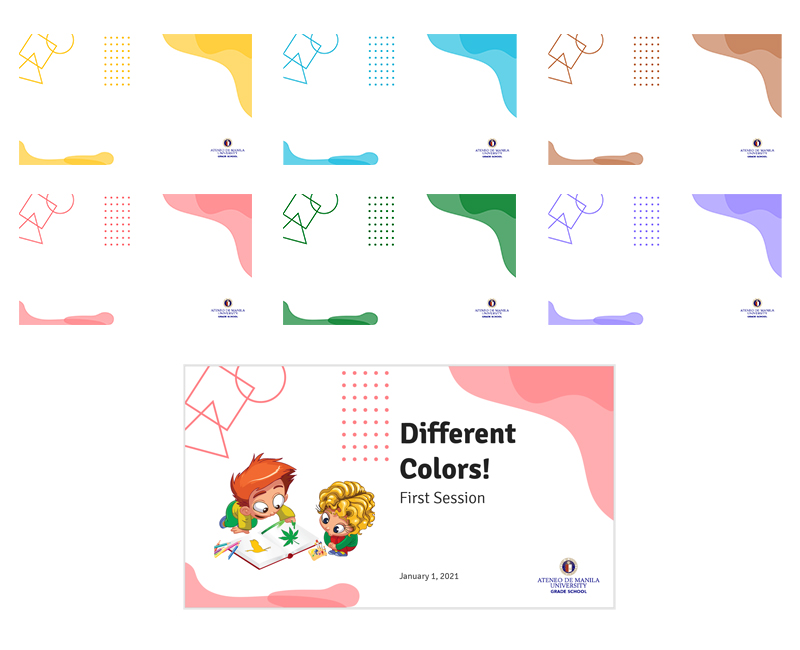 ATENEO DE MANILA
UNIVERSITY
GRADE SCHOOL
ATENEO DE MANILA
UNIVERSITY
GRADE SCHOOL
ATENEO DE MANILA
UNIVERSITY
GRADE SCHOOL
ATENEO DE MANILA
UNIVERSITY
GRADE SCHOOL
ATENEO DE MANILA
UNIVERSITY
GRADE SCHOOL
ATENEO DE MANILA
UNIVERSITY
GRADE SCHOOL
Different
Colors!
First Session
January 1, 2021
ATENEO DE MANILA
UNIVERSITY
GRADE SCHOOL